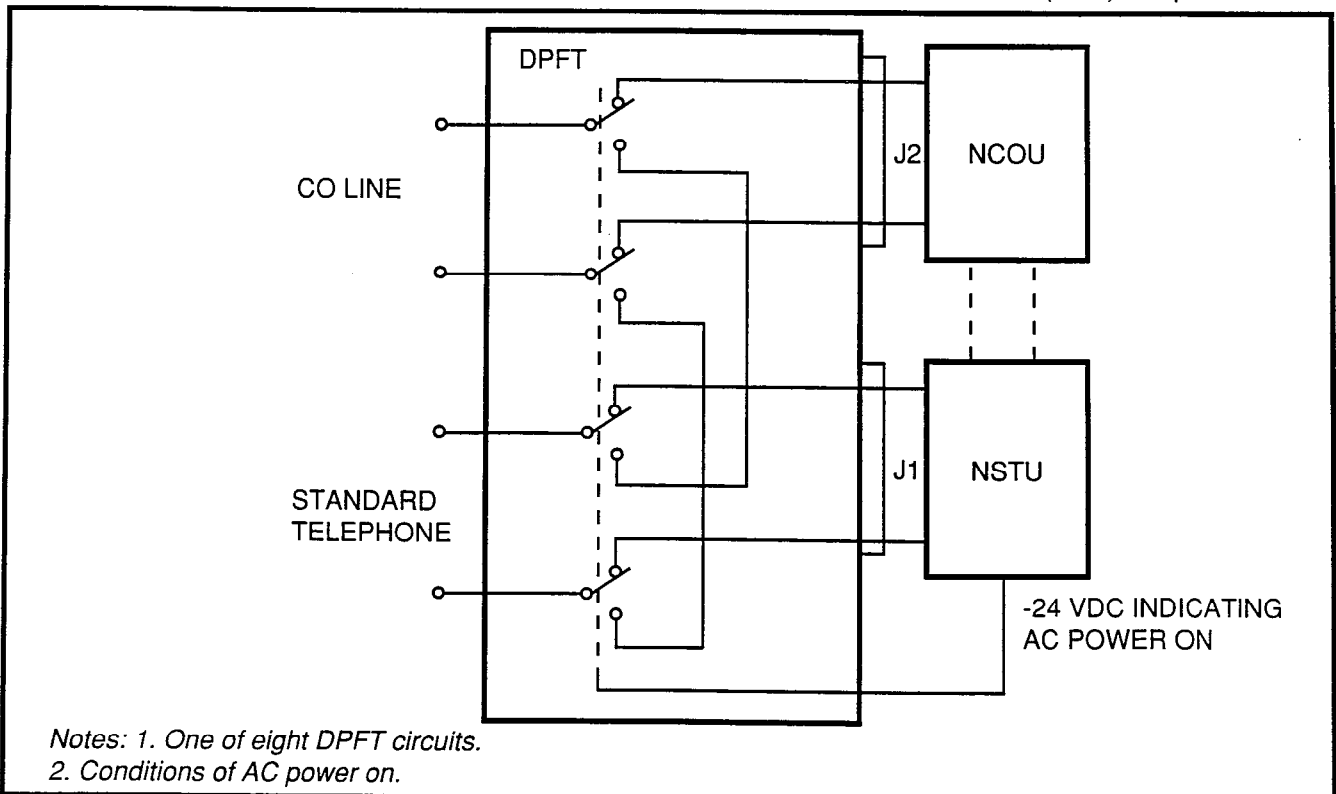 DPFT
J2
NCOU
CO LINE
J1
NSTU
STANDARD
TELEPHONE
-24 VDC INDICATING
AC POWER ON
Notes: 1. One of eight DPFT circuits.
2. Conditions of AC power on.